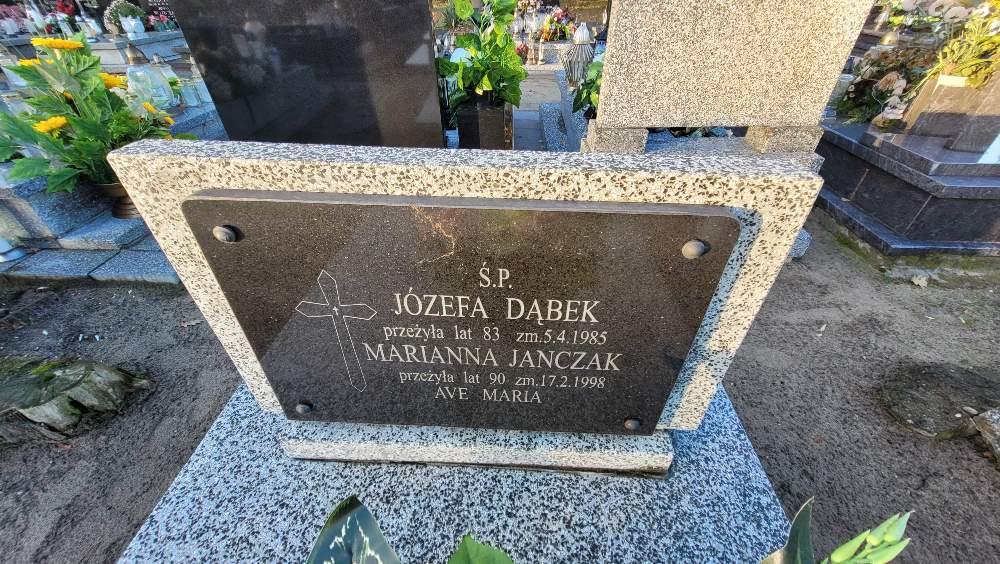 Ś.P.
JÓZEFA DĄBEK
przeżyła lat 83 zm.5.4.1985
MARIANNA JANCZAK
przeżyła lat 90 zm.17.2.1998
AVE MARIA